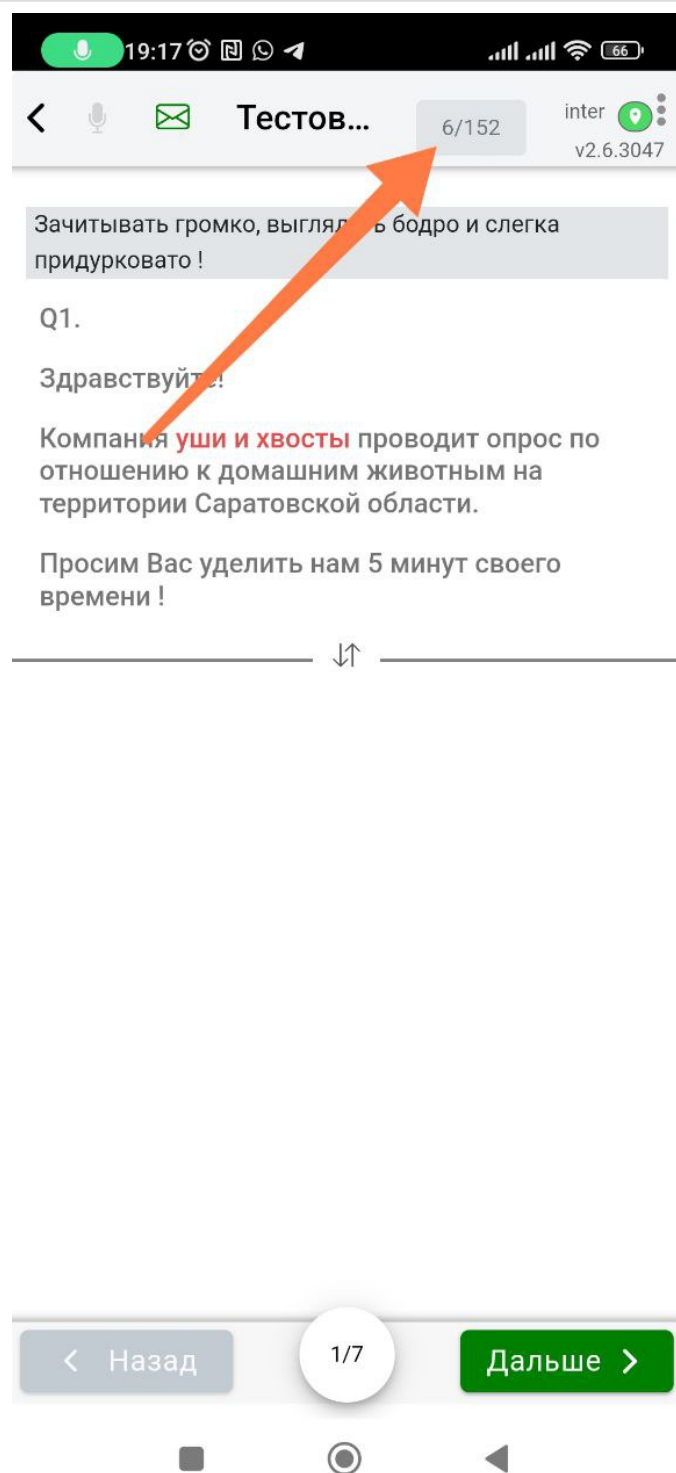 19:17 66
Тестов... 6/152 inter
v2.6.3047
Зачитывать громко, выглядеть бодро и слегка
придурковато !
Q1.
Здравствуйте!
Компания уши и хвосты проводит опрос по
отношению к домашним животным на
территории Саратовской области.
Просим Вас уделить нам 5 минут своего
времени !
Назад 1/7 Дальше